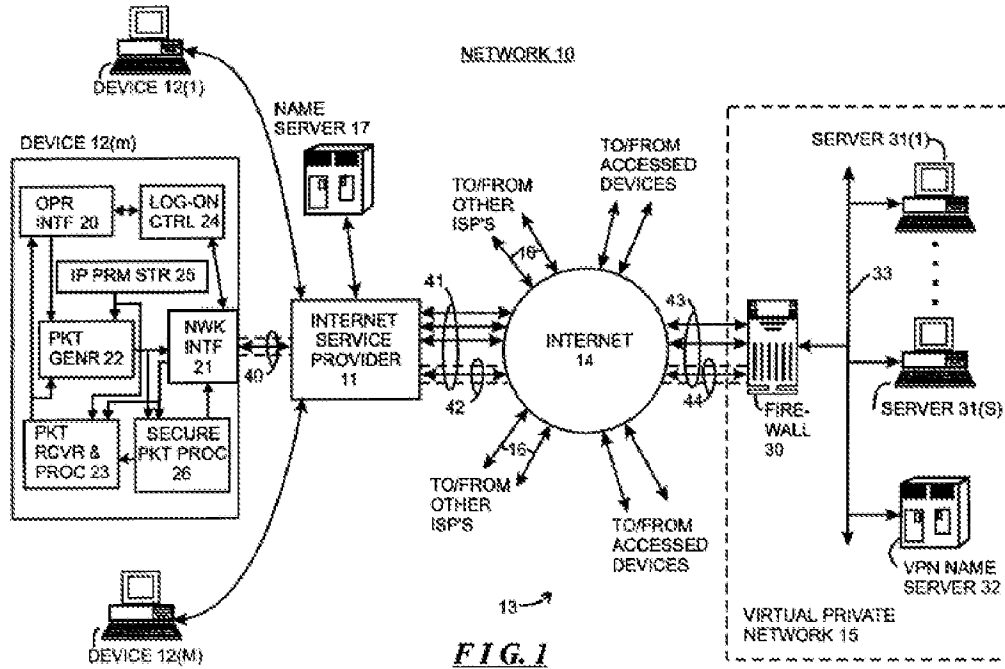 NETWORK 10
DEVICE 12(1)
NAME
SERVER 17
DEVICE 12(m)
OPR
INTF 20
LOG-ON
CTRL 24
IP PRM STR 25
PKT
GENR 22
NWK
INTF
21
PKT
RCVR &
PROC 23
SECURE
PKT PROC
26
40
INTERNET
SERVICE
PROVIDER
11
41
42
TO/FROM
OTHER
ISP'S
16
TO/FROM
ACCESSED
DEVICES
INTERNET
14
16
TO/FROM
OTHER
ISP'S
TO/FROM
ACCESSED
DEVICES
43
44
FIRE-
WALL
30
33
SERVER 31(1)
SERVER 31(S)
VPN NAME
SERVER 32
VIRTUAL PRIVATE
NETWORK 15
DEVICE 12(M)
13
FIG. 1